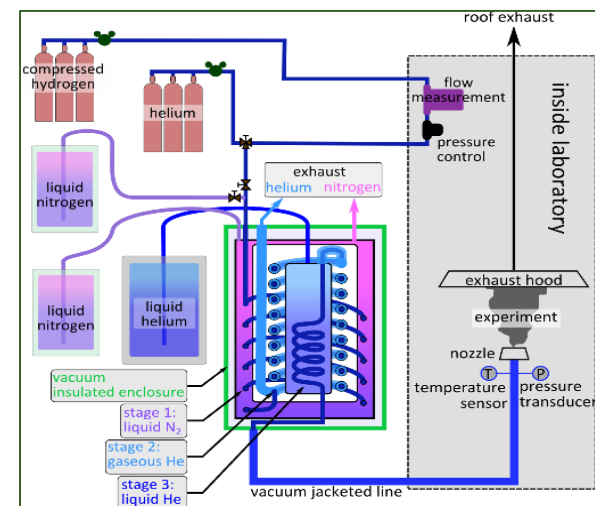 roof exhaust
compressed
hydrogen
helium
flow
measurement
pressure
control
inside laboratory
exhaust
helium nitrogen
liquid
nitrogen
liquid
nitrogen
liquid
helium
exhaust hood
experiment
nozzle
T
P
temperature
sensor
pressure
transducer
vacuum
insulated enclosure
stage 1:
liquid N₂
stage 2:
gaseous He
stage 3:
liquid He
vacuum jacketed line